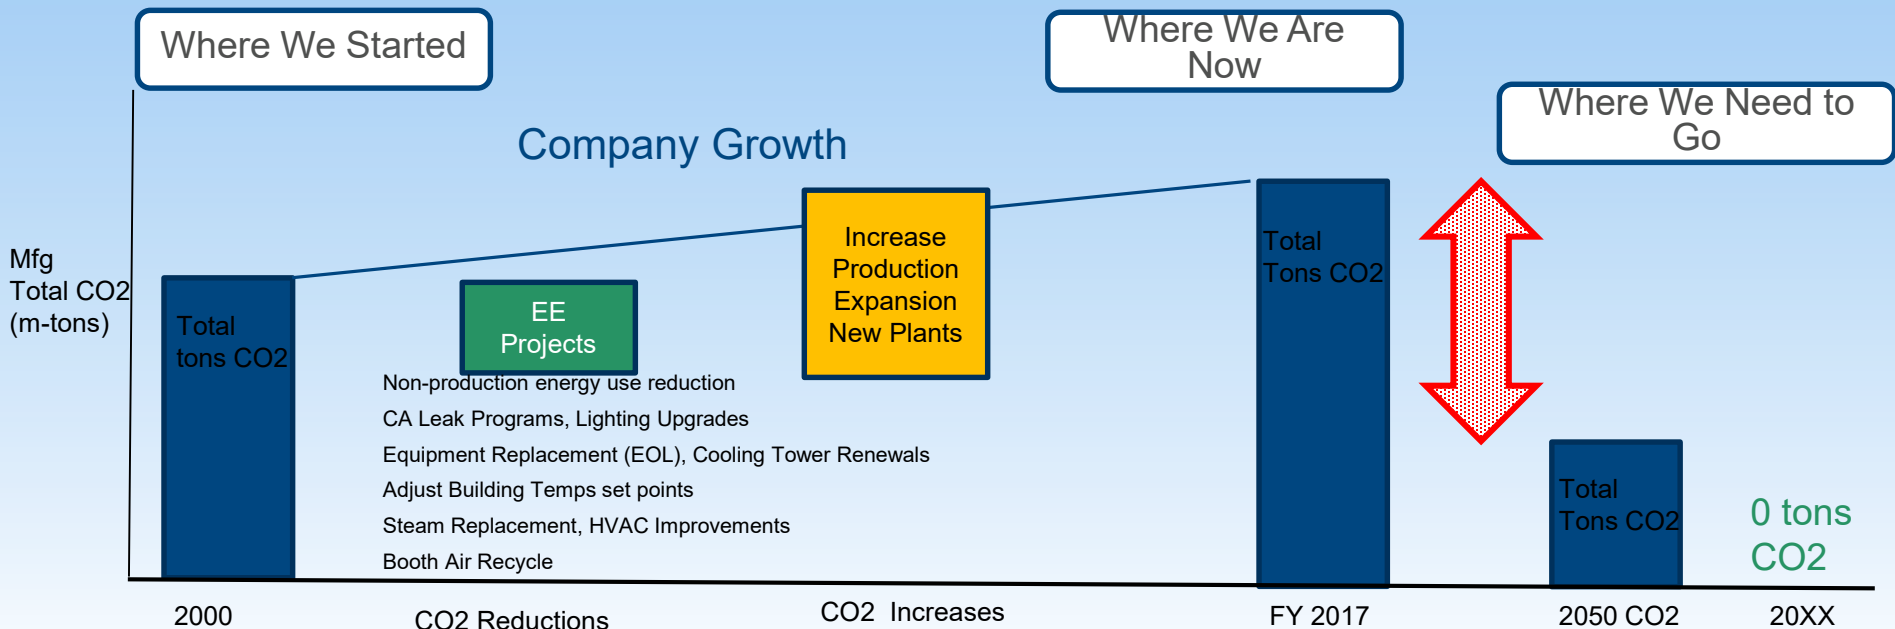 Where We Started
Where We Are
Now
Where We Need to
Go
Company Growth
Mfg
Total CO2
(m-tons)
Total
tons CO2
EE
Projects
Non-production energy use reduction
CA Leak Programs, Lighting Upgrades
Equipment Replacement (EOL), Cooling Tower Renewals
Adjust Building Temps set points
Steam Replacement, HVAC Improvements
Booth Air Recycle
Increase
Production
Expansion
New Plants
Total
Tons CO2
Total
Tons CO2
0 tons
CO2
2000
CO2 Reductions
CO2 Increases
FY 2017
2050 CO2
20XX